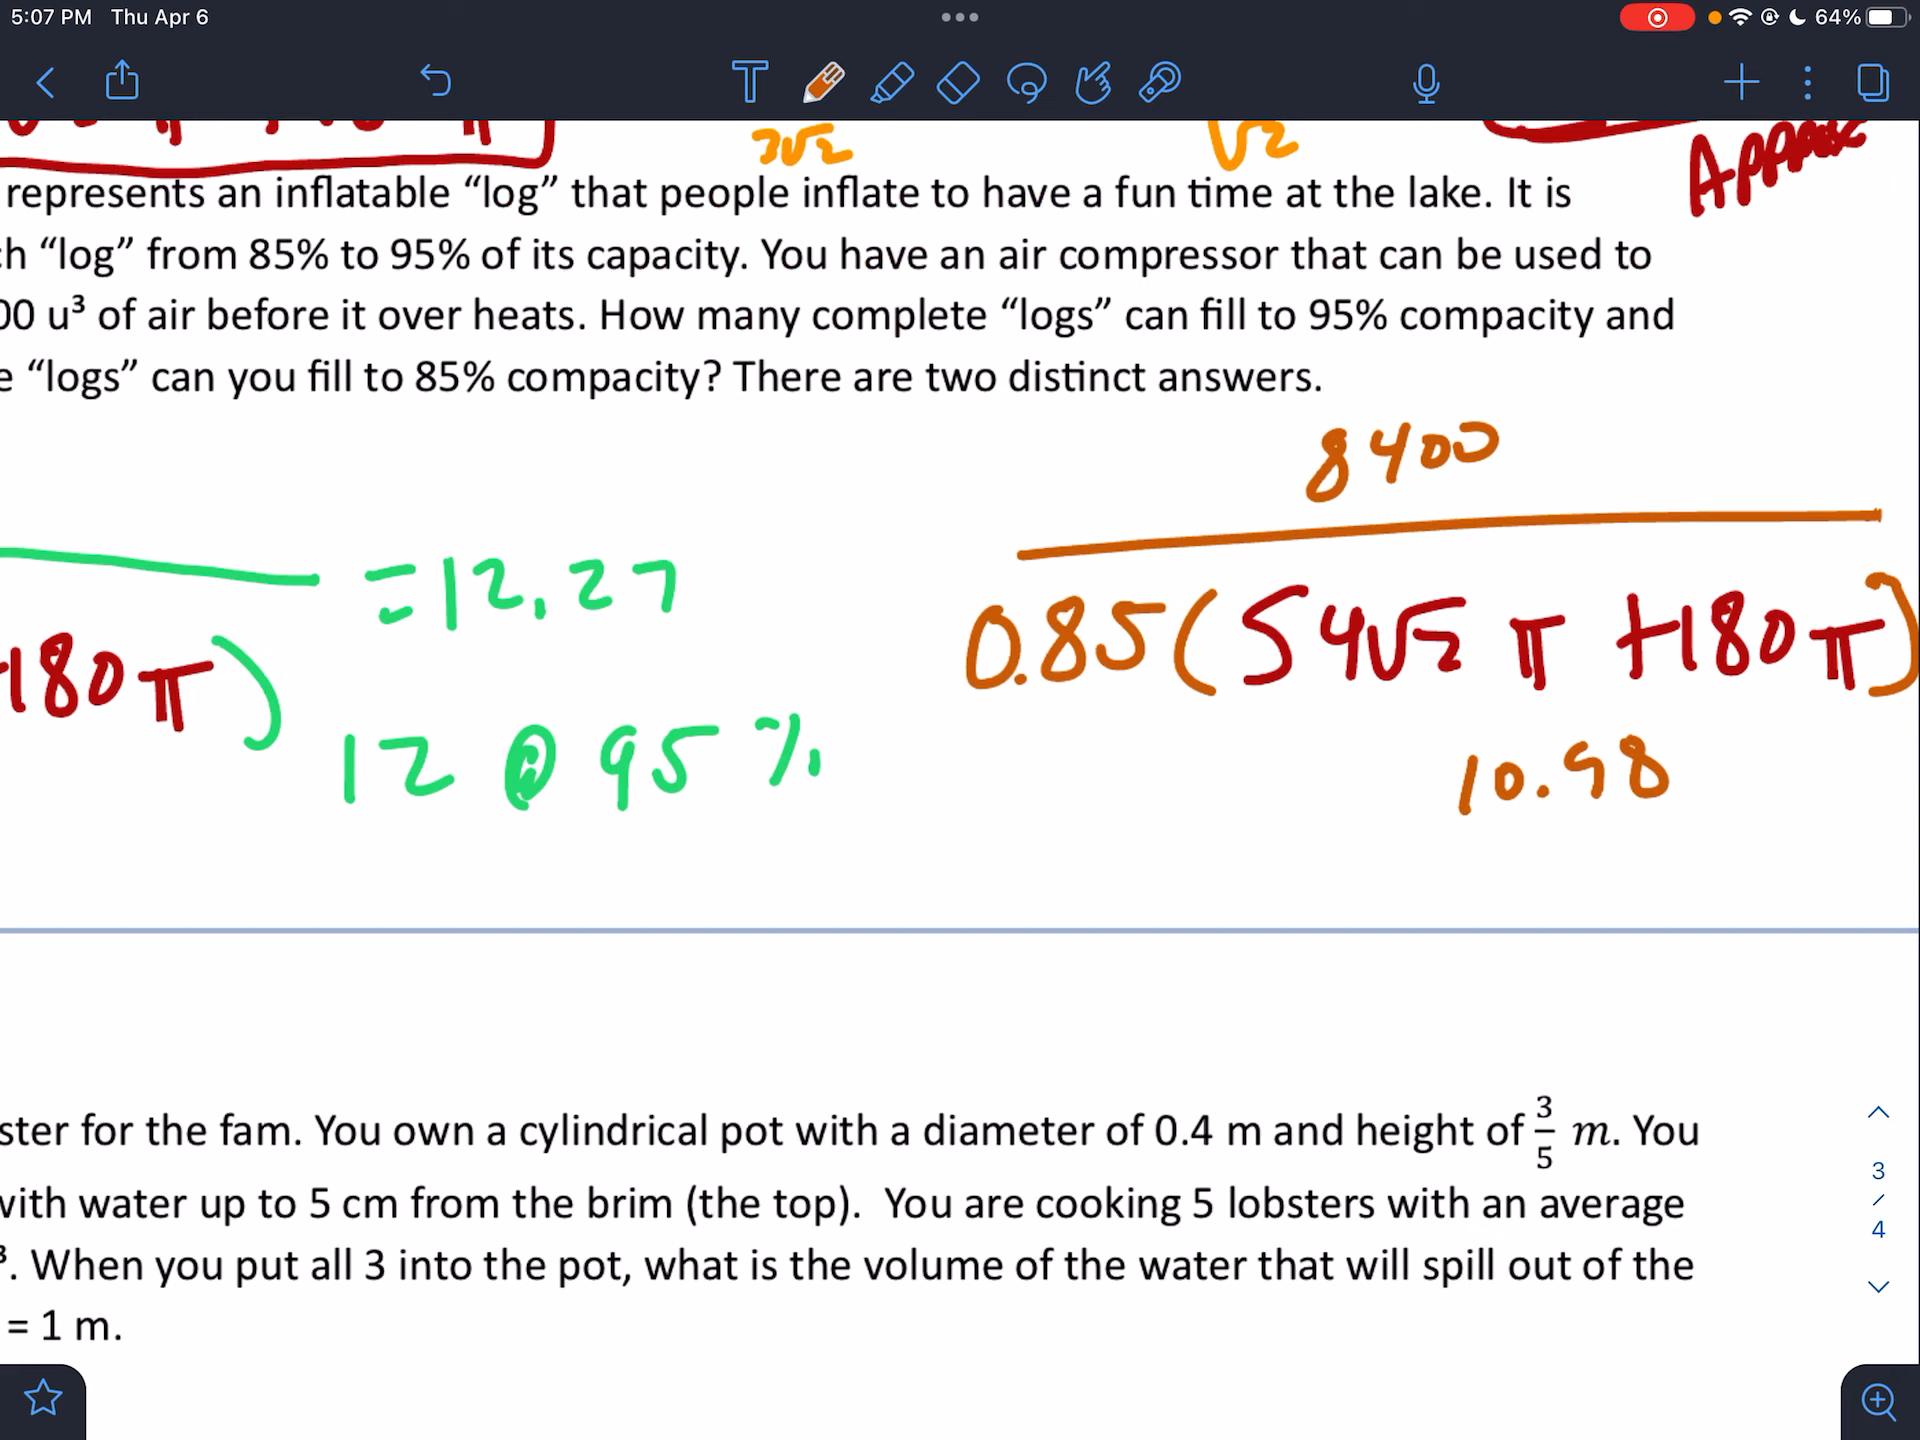 5:07 PM Thu Apr 6
64%
3√2
√2
Approx
represents an inflatable “log” that people inflate to have a fun time at the lake. It is
ch “log” from 85% to 95% of its capacity. You have an air compressor that can be used to
00 u³ of air before it over heats. How many complete “logs” can fill to 95% compacity and
e “logs” can you fill to 85% compacity? There are two distinct answers.
8400
= 12.27
0.85(54√2 π +180π)
+180π)
12 @ 95%
10.98
ster for the fam. You own a cylindrical pot with a diameter of 0.4 m and height of 3/5 m. You
with water up to 5 cm from the brim (the top). You are cooking 5 lobsters with an average
³. When you put all 3 into the pot, what is the volume of the water that will spill out of the
= 1 m.
3
/
4